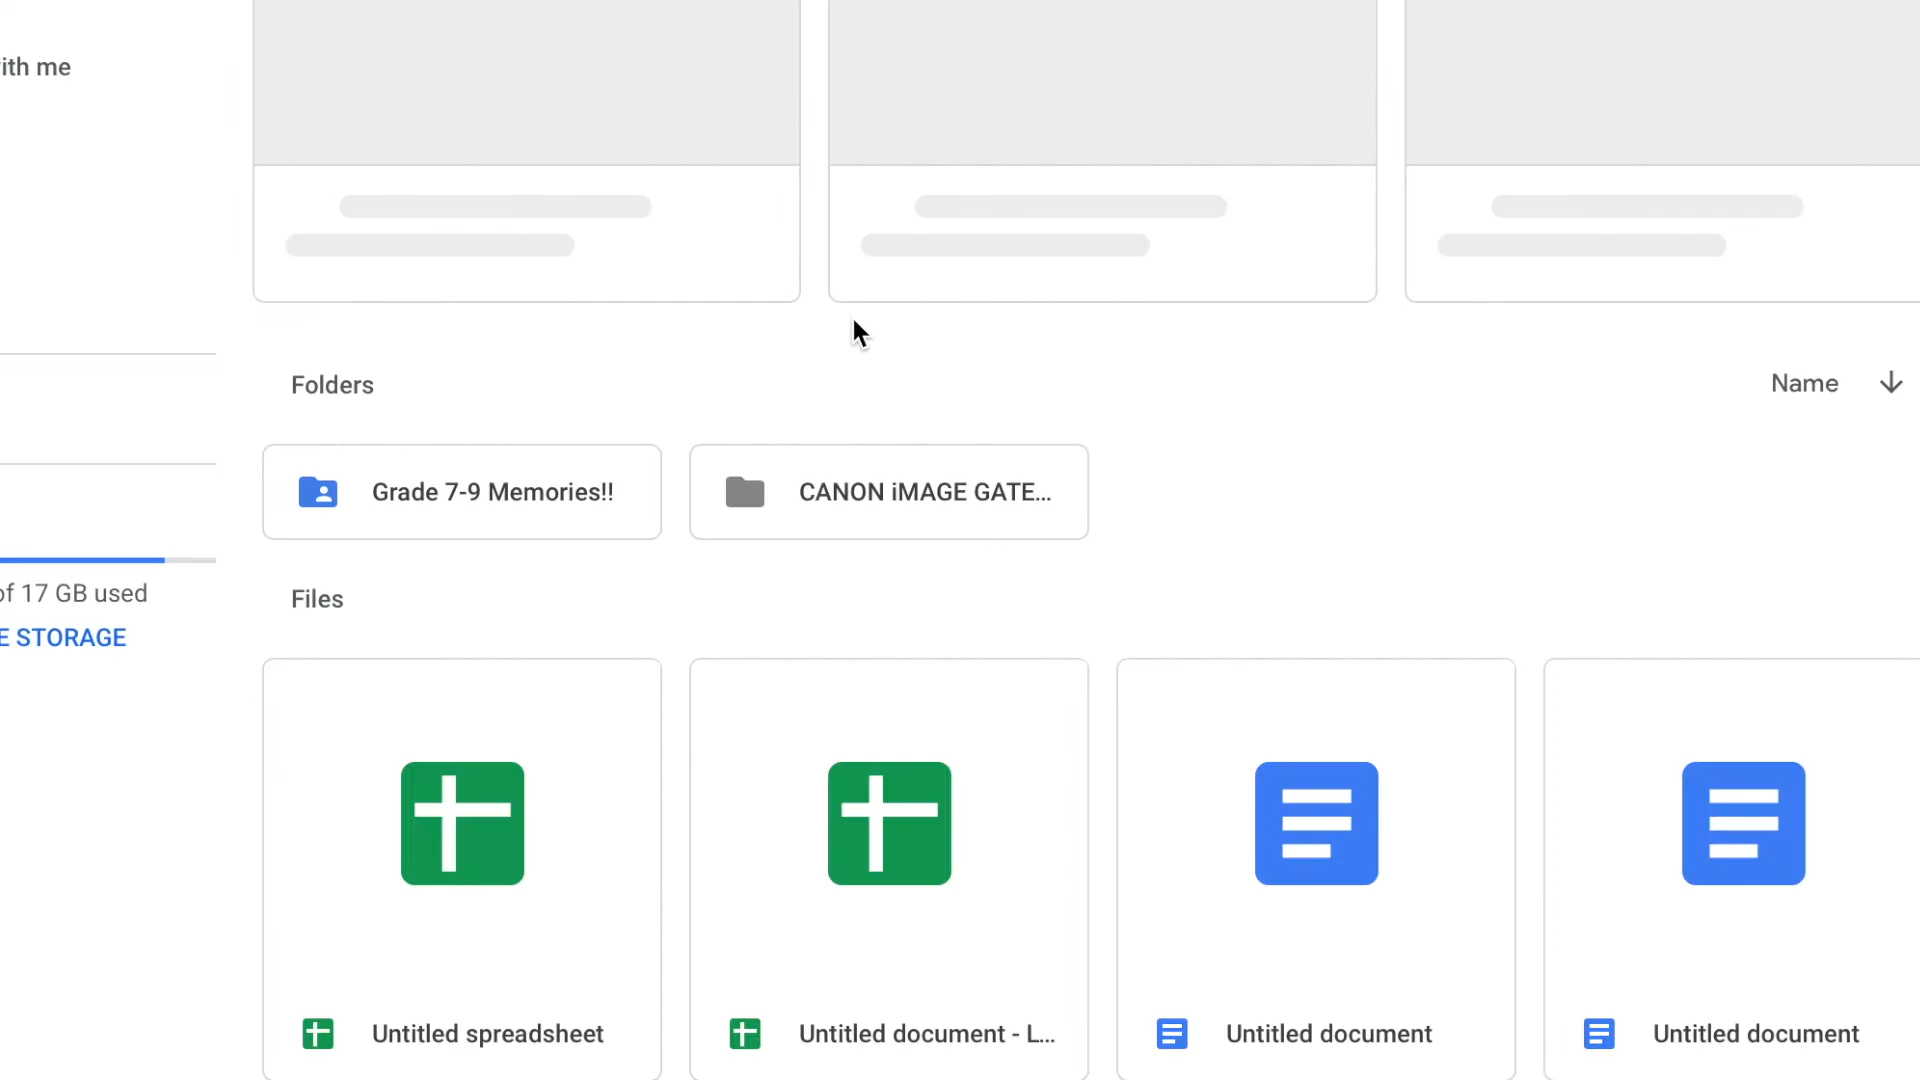 ith me
Folders
Name
Grade 7-9 Memories!!
CANON iMAGE GATE...
of 17 GB used
E STORAGE
Files
Untitled spreadsheet
Untitled document - L...
Untitled document
Untitled document